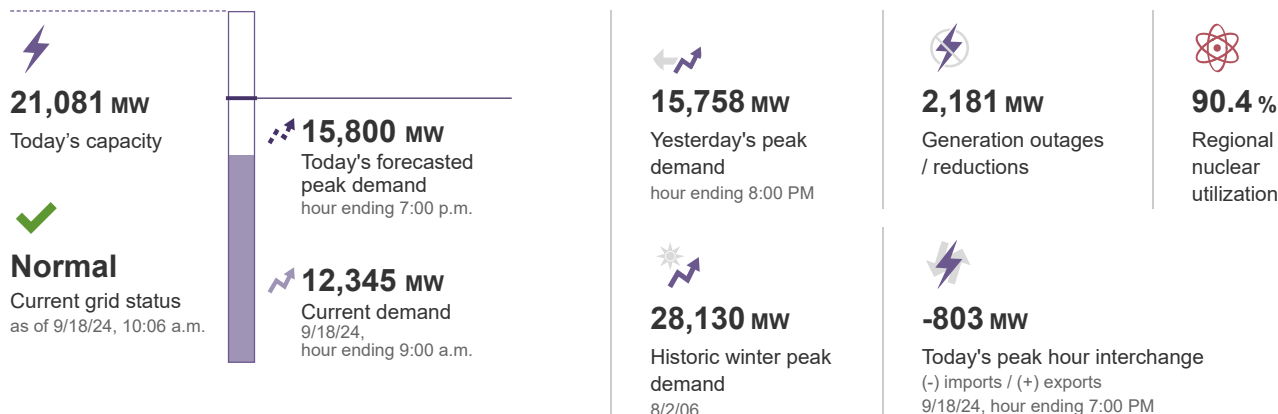 21,081 MW
Today's capacity
Normal
Current grid status
as of 9/18/24, 10:06 a.m.
15,800 MW
Today's forecasted
peak demand
hour ending 7:00 p.m.
12,345 MW
Current demand
9/18/24,
hour ending 9:00 a.m.
15,758 MW
Yesterday's peak
demand
hour ending 8:00 PM
2,181 MW
Generation outages
/ reductions
90.4 %
Regional
nuclear
utilization
28,130 MW
Historic winter peak
demand
8/2/06
-803 MW
Today's peak hour interchange
(-) imports / (+) exports
9/18/24, hour ending 7:00 PM